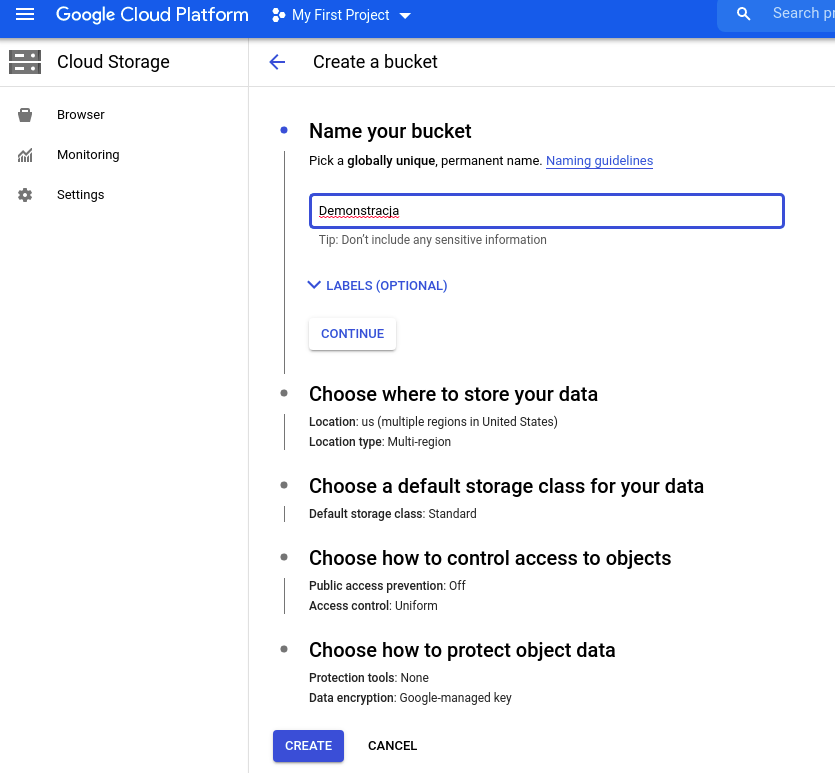 Google Cloud Platform
My First Project
Search pr
Cloud Storage
Create a bucket
Browser
Monitoring
Settings
Name your bucket
Pick a globally unique, permanent name. Naming guidelines
Demonstracja
Tip: Don't include any sensitive information
LABELS (OPTIONAL)
CONTINUE
Choose where to store your data
Location: us (multiple regions in United States)
Location type: Multi-region
Choose a default storage class for your data
Default storage class: Standard
Choose how to control access to objects
Public access prevention: Off
Access control: Uniform
Choose how to protect object data
Protection tools: None
Data encryption: Google-managed key
CREATE
CANCEL